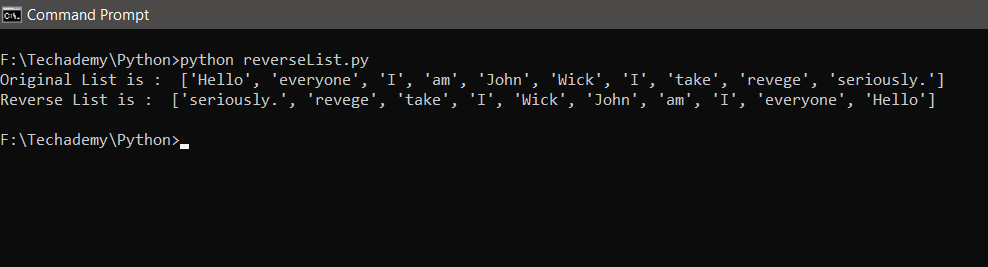 Command Prompt
F:\Techademy\Python>python reverseList.py
Original List is :  ['Hello', 'everyone', 'I', 'am', 'John', 'Wick', 'I', 'take', 'revege', 'seriously.']
Reverse List is :  ['seriously.', 'revege', 'take', 'I', 'Wick', 'John', 'am', 'I', 'everyone', 'Hello']
F:\Techademy\Python>